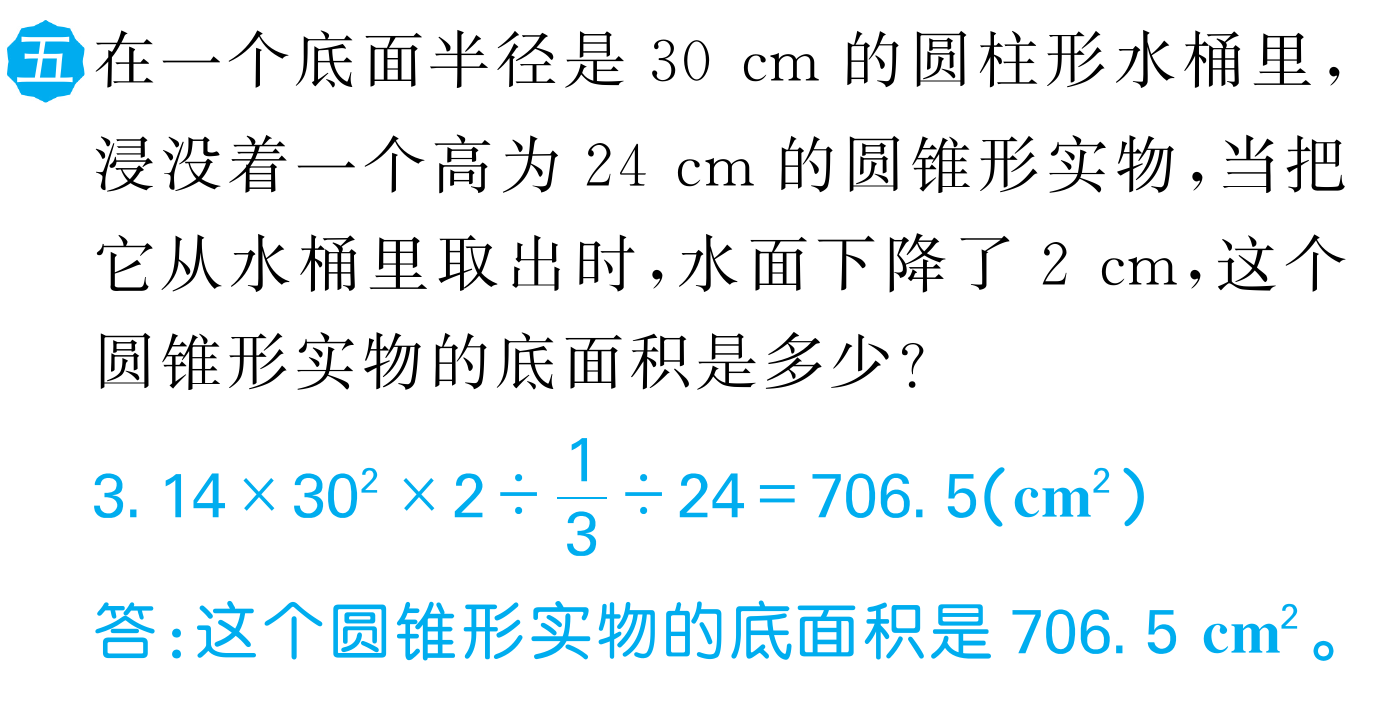 五 在一个底面半径是 30 cm 的圆柱形水桶里，
浸没着一个高为 24 cm 的圆锥形实物，当把
它从水桶里取出时，水面下降了 2 cm，这个
圆锥形实物的底面积是多少？
3. 14 × 30² × 2 ÷ 1/3 ÷ 24 = 706. 5(cm²)
答：这个圆锥形实物的底面积是 706. 5 cm²。